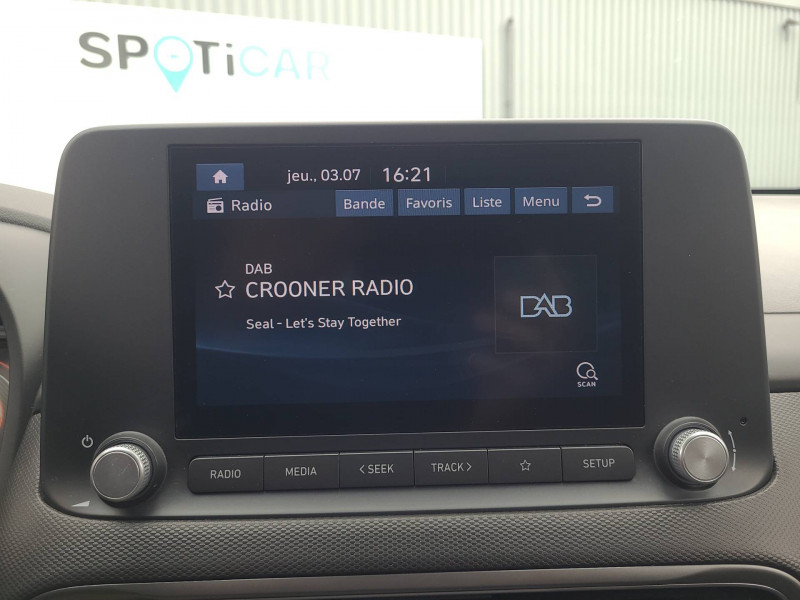 SPOTiCAR
jeu., 03.07 16:21
Radio Bande Favoris Liste Menu
DAB
CROONER RADIO
Seal - Let's Stay Together
DAB
SCAN
RADIO MEDIA < SEEK TRACK > SETUP